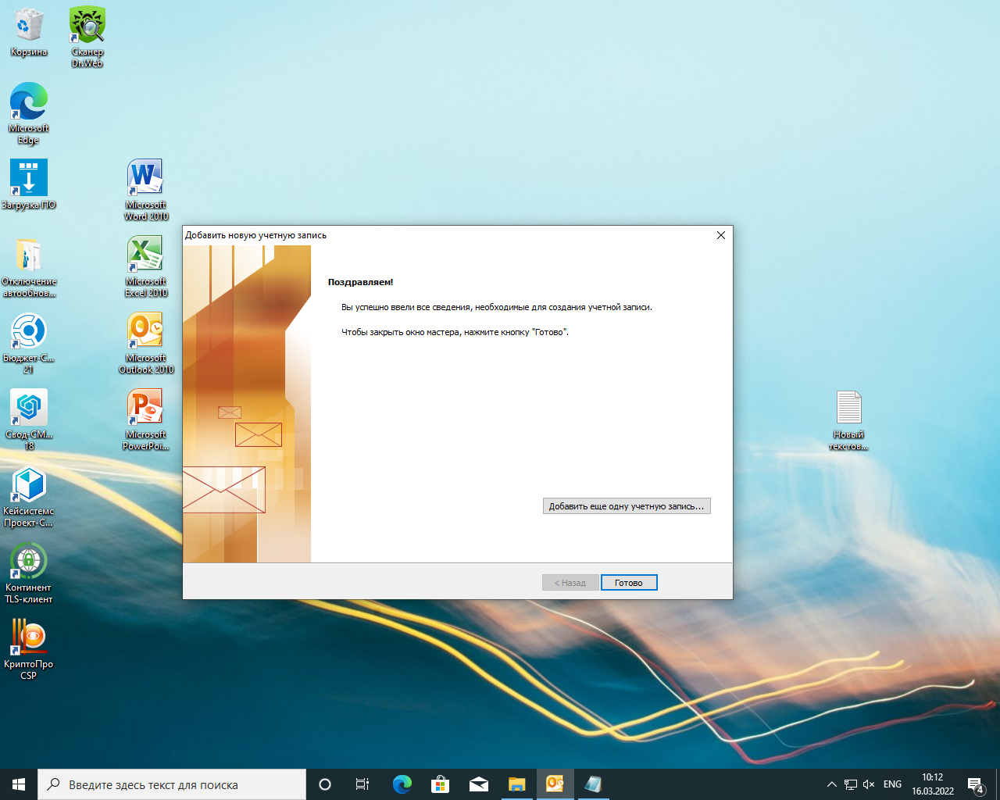 Корзина
Сканер
Dr.Web
Microsoft
Edge
Загрузка ПО
Microsoft
Word 2010
Отключение
автообнов...
Microsoft
Excel 2010
Бюджет-С...
21
Microsoft
Outlook 2010
Свод-СМ...
18
Microsoft
PowerPoi...
Кейсистемс
Проект-С...
Континент
TLS-клиент
КриптоПро
CSP
Новый
текстов...
Добавить новую учетную запись
Поздравляем!
Вы успешно ввели все сведения, необходимые для создания учетной записи.
Чтобы закрыть окно мастера, нажмите кнопку "Готово".
Добавить еще одну учетную запись...
< Назад
Готово
Введите здесь текст для поиска
ENG
10:12
16.03.2022
4